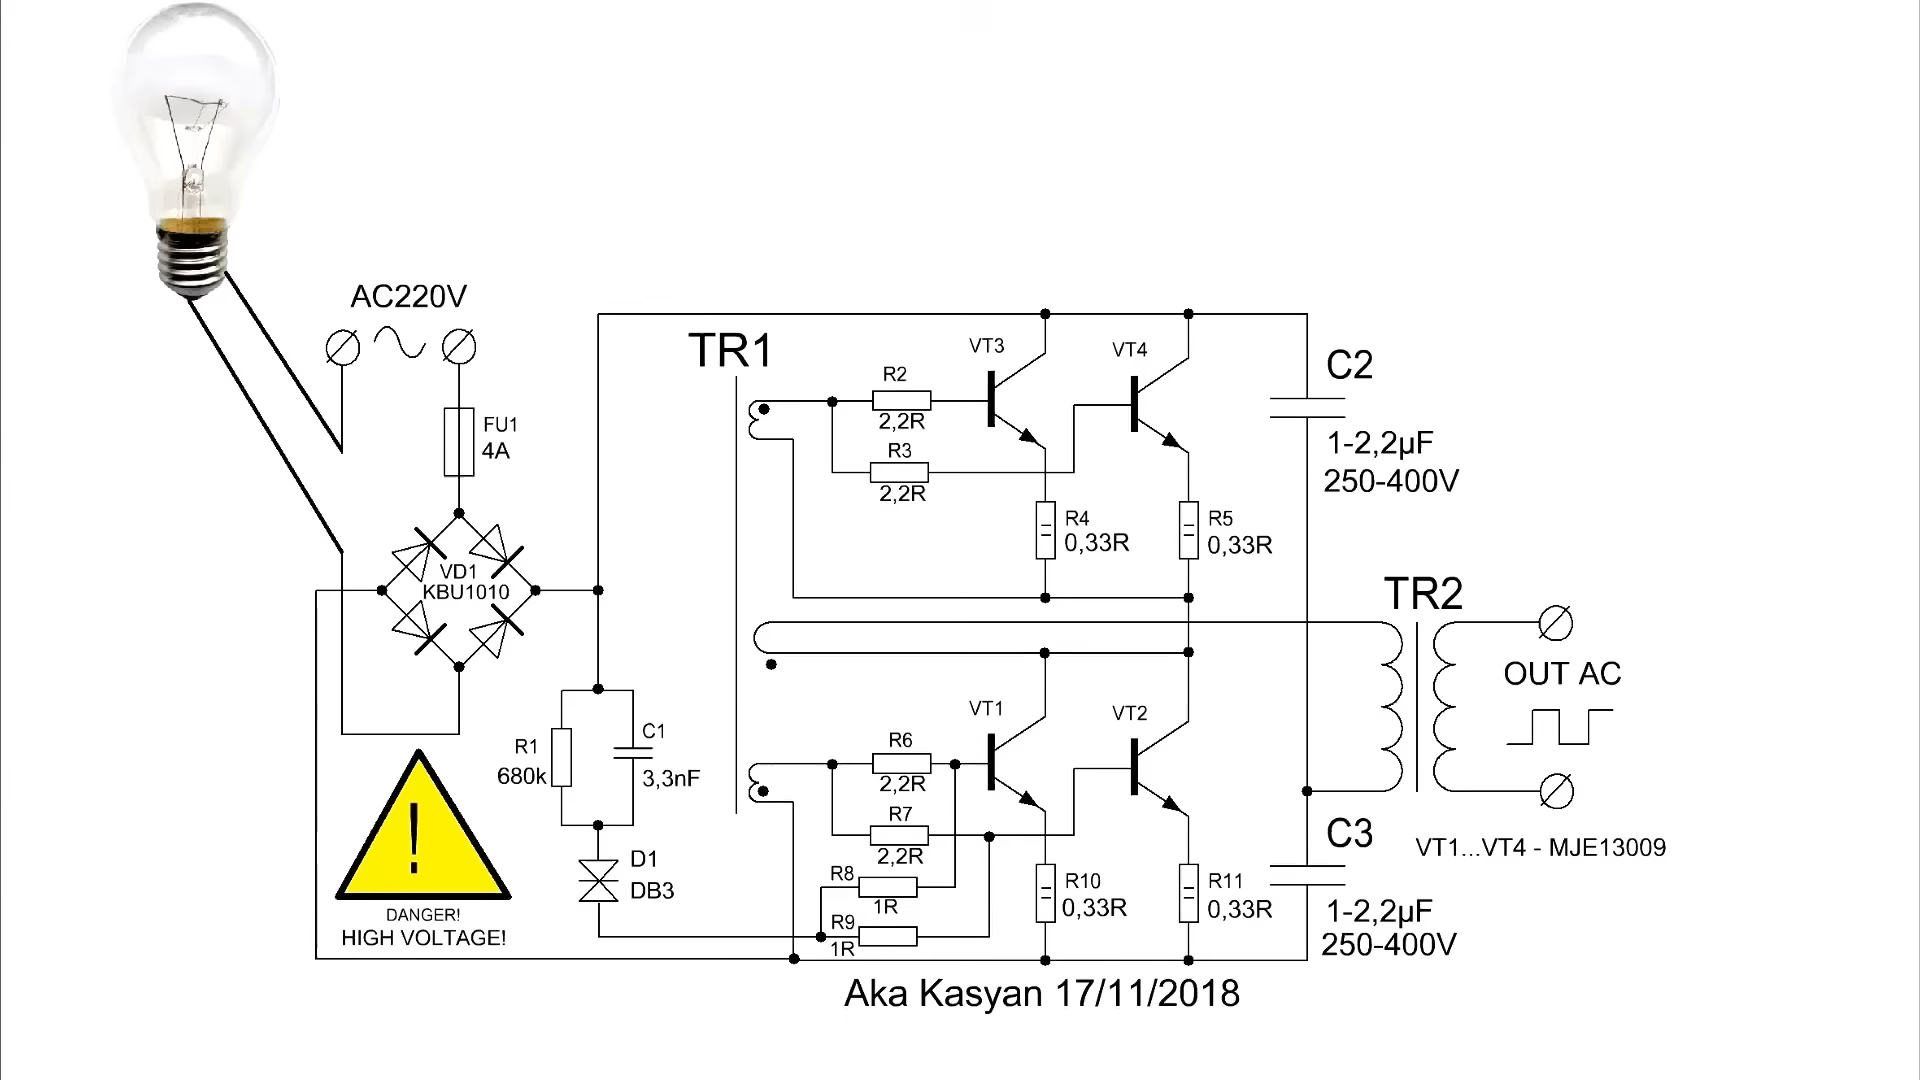 AC220V
FU1
4A
VD1
KBU1010
R1
680k
C1
3,3nF
D1
DB3
!
DANGER!
HIGH VOLTAGE!
TR1
R2
2,2R
R3
2,2R
VT3
VT4
R4
0,33R
R5
0,33R
C2
1-2,2µF
250-400V
TR2
OUT AC
VT1
VT2
R6
2,2R
R7
2,2R
R8
1R
R9
1R
R10
0,33R
R11
0,33R
C3
1-2,2µF
250-400V
VT1...VT4 - MJE13009
Aka Kasyan 17/11/2018